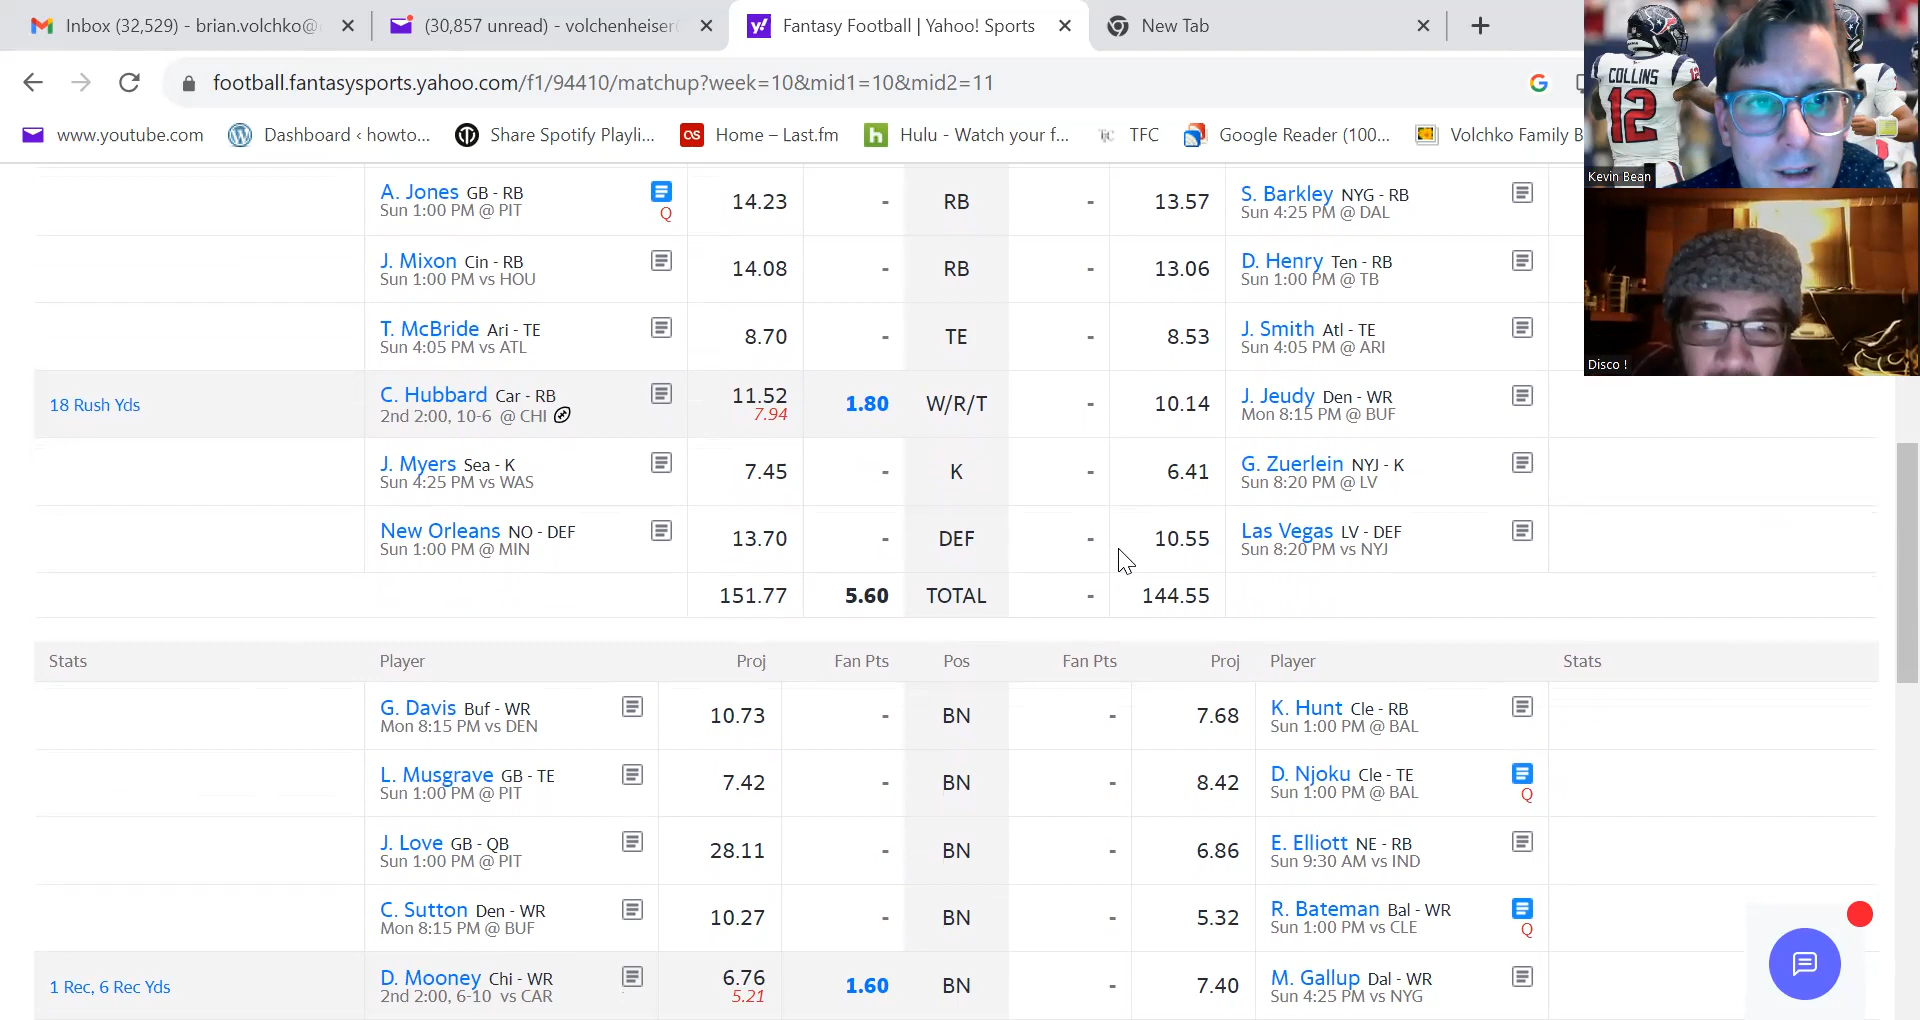 Inbox (32,529) - brian.volchko@
(30,857 unread) - volchenheiser
Fantasy Football | Yahoo! Sports
New Tab
football.fantasysports.yahoo.com/f1/94410/matchup?week=10&mid1=10&mid2=11
www.youtube.com
Dashboard ‹ howto...
Share Spotify Playli...
Home – Last.fm
Hulu - Watch your f...
TFC
Google Reader (100...
Volchko Family B
COLLINS
12
Kevin Bean
Disco !
A. Jones GB - RB
Sun 1:00 PM @ PIT
Q
14.23
-
RB
-
13.57
S. Barkley NYG - RB
Sun 4:25 PM @ DAL
J. Mixon Cin - RB
Sun 1:00 PM vs HOU
14.08
-
RB
-
13.06
D. Henry Ten - RB
Sun 1:00 PM @ TB
T. McBride Ari - TE
Sun 4:05 PM vs ATL
8.70
-
TE
-
8.53
J. Smith Atl - TE
Sun 4:05 PM @ ARI
18 Rush Yds
C. Hubbard Car - RB
2nd 2:00, 10-6 @ CHI
11.52
7.94
1.80
W/R/T
-
10.14
J. Jeudy Den - WR
Mon 8:15 PM @ BUF
J. Myers Sea - K
Sun 4:25 PM vs WAS
7.45
-
K
-
6.41
G. Zuerlein NYJ - K
Sun 8:20 PM @ LV
New Orleans NO - DEF
Sun 1:00 PM @ MIN
13.70
-
DEF
-
10.55
Las Vegas LV - DEF
Sun 8:20 PM vs NYJ
151.77
5.60
TOTAL
-
144.55
Stats
Player
Proj
Fan Pts
Pos
Fan Pts
Proj
Player
Stats
G. Davis Buf - WR
Mon 8:15 PM vs DEN
10.73
-
BN
-
7.68
K. Hunt Cle - RB
Sun 1:00 PM @ BAL
L. Musgrave GB - TE
Sun 1:00 PM @ PIT
7.42
-
BN
-
8.42
D. Njoku Cle - TE
Sun 1:00 PM @ BAL
Q
J. Love GB - QB
Sun 1:00 PM @ PIT
28.11
-
BN
-
6.86
E. Elliott NE - RB
Sun 9:30 AM vs IND
C. Sutton Den - WR
Mon 8:15 PM @ BUF
10.27
-
BN
-
5.32
R. Bateman Bal - WR
Sun 1:00 PM vs CLE
Q
1 Rec, 6 Rec Yds
D. Mooney Chi - WR
2nd 2:00, 6-10 vs CAR
6.76
5.21
1.60
BN
-
7.40
M. Gallup Dal - WR
Sun 4:25 PM vs NYG